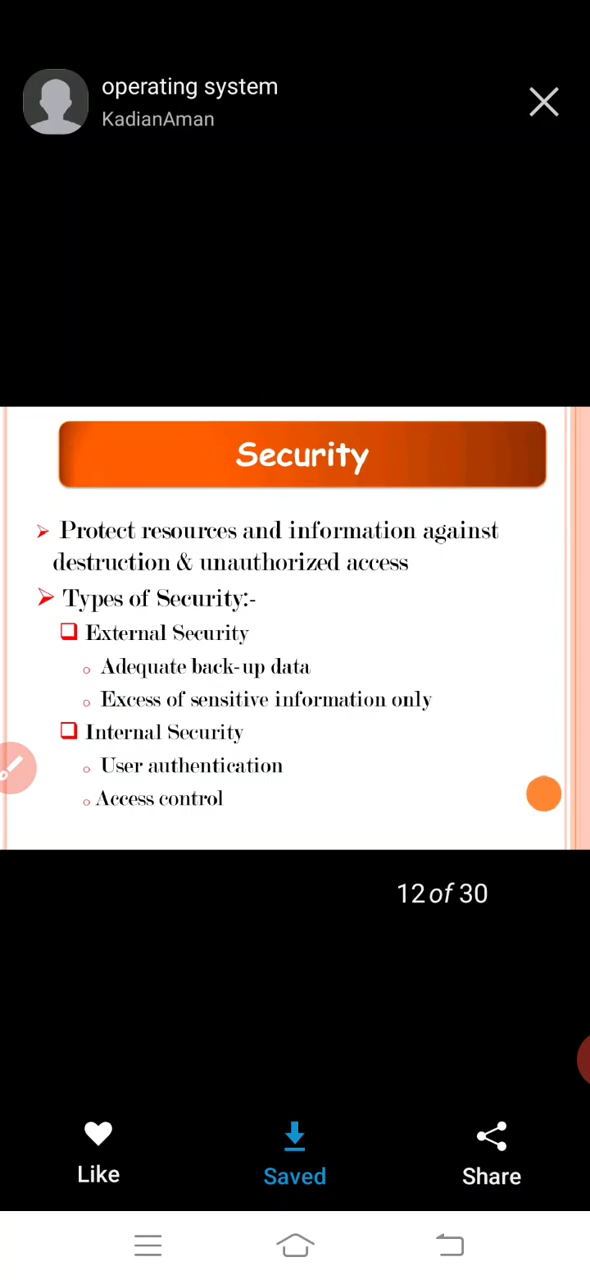 operating system
KadianAman
Security
Protect resources and information against
destruction & unauthorized access
Types of Security:-
External Security
Adequate back-up data
Excess of sensitive information only
Internal Security
User authentication
Access control
12 of 30
Like
Saved
Share